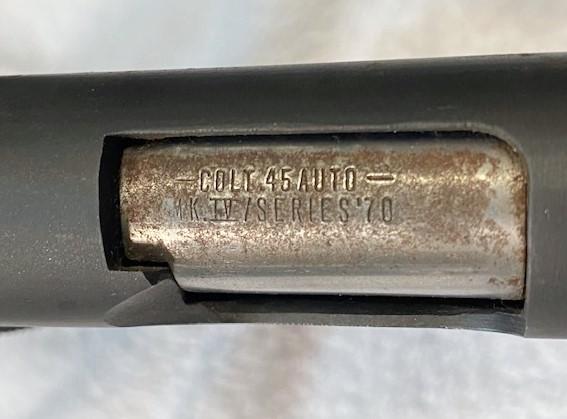 -COLT 45 AUTO-
MK IV/SERIES'70